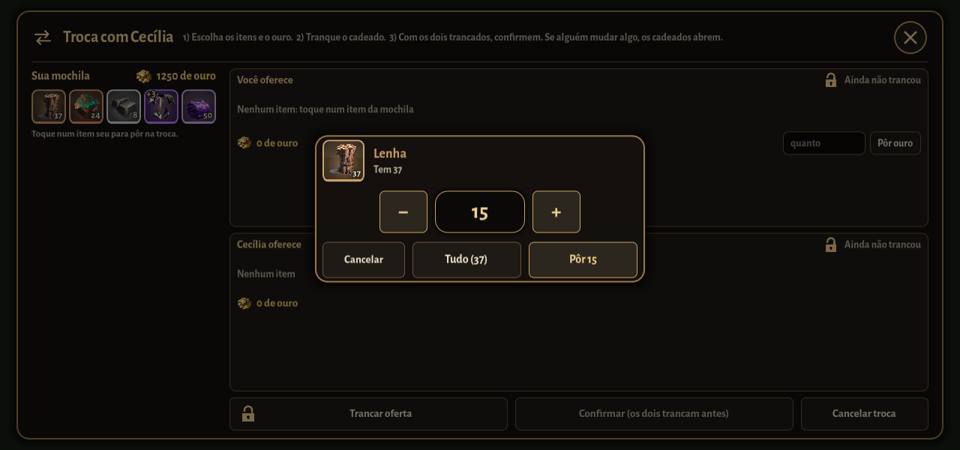 Troca com Cecília 1) Escolha os itens e o ouro. 2) Tranque o cadeado. 3) Com os dois trancados, confirmem. Se alguém mudar algo, os cadeados abrem.
Sua mochila 1250 de ouro
37 24 8 +3 50
Toque num item seu para pôr na troca.
Você oferece Ainda não trancou
Nenhum item: toque num item da mochila
0 de ouro quanto Pôr ouro
Lenha
37 Tem 37
− 15 +
Cancelar Tudo (37) Pôr 15
Cecília oferece Ainda não trancou
Nenhum item
0 de ouro
Trancar oferta Confirmar (os dois trancam antes) Cancelar troca